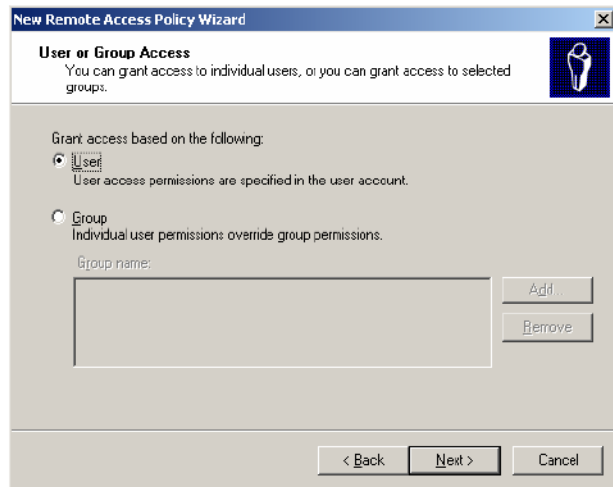 New Remote Access Policy Wizard
User or Group Access
You can grant access to individual users, or you can grant access to selected
groups.
Grant access based on the following:
User
User access permissions are specified in the user account.
Group
Individual user permissions override group permissions.
Group name:
Add...
Remove
< Back
Next >
Cancel